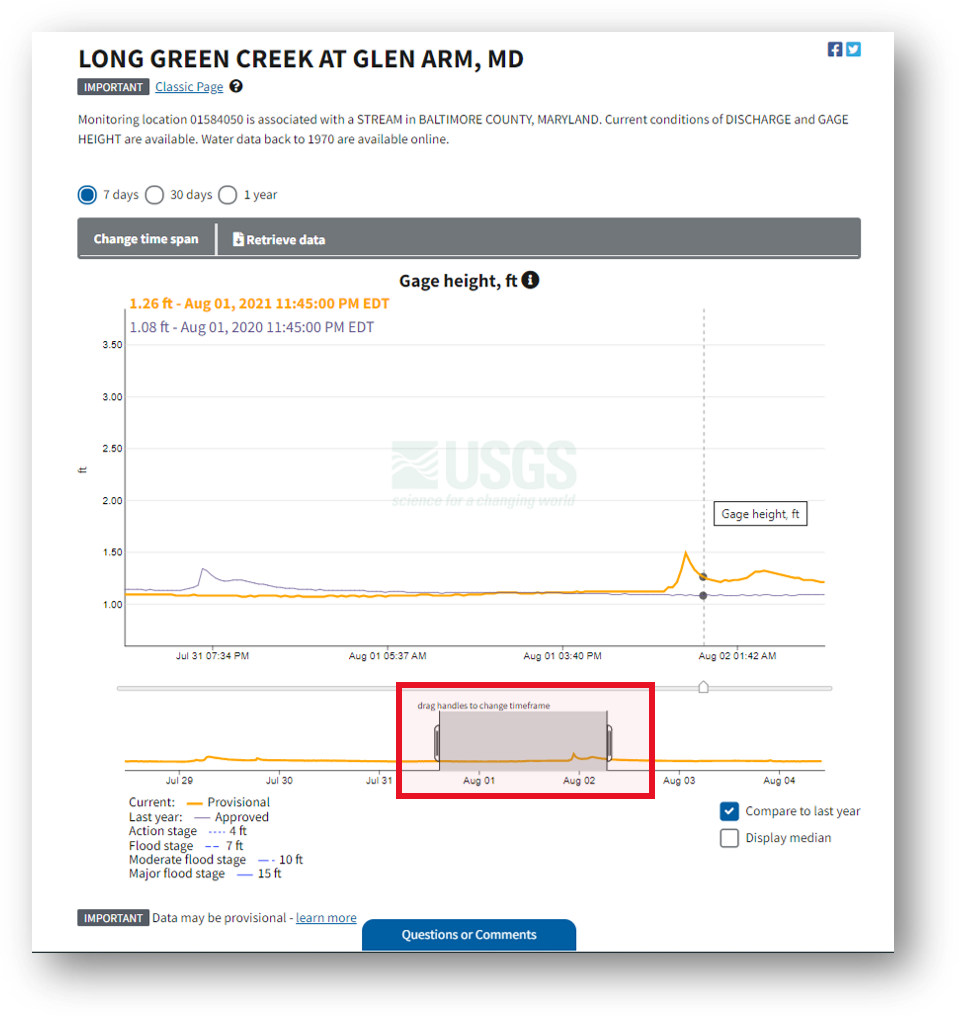 LONG GREEN CREEK AT GLEN ARM, MD
IMPORTANT Classic Page ?
Monitoring location 01584050 is associated with a STREAM in BALTIMORE COUNTY, MARYLAND. Current conditions of DISCHARGE and GAGE
HEIGHT are available. Water data back to 1970 are available online.
7 days 30 days 1 year
Change time span Retrieve data
Gage height, ft i
1.26 ft - Aug 01, 2021 11:45:00 PM EDT
1.08 ft - Aug 01, 2020 11:45:00 PM EDT
3.50
3.00
2.50
ft
USGS
science for a changing world
2.00
Gage height, ft
1.50
1.00
Jul 31 07:34 PM Aug 01 05:37 AM Aug 01 03:40 PM Aug 02 01:42 AM
drag handles to change timeframe
Jul 29 Jul 30 Jul 31 Aug 01 Aug 02 Aug 03 Aug 04
Current: Provisional
Last year: Approved
Action stage 4 ft
Flood stage 7 ft
Moderate flood stage 10 ft
Major flood stage 15 ft
Compare to last year
Display median
IMPORTANT Data may be provisional - learn more
Questions or Comments